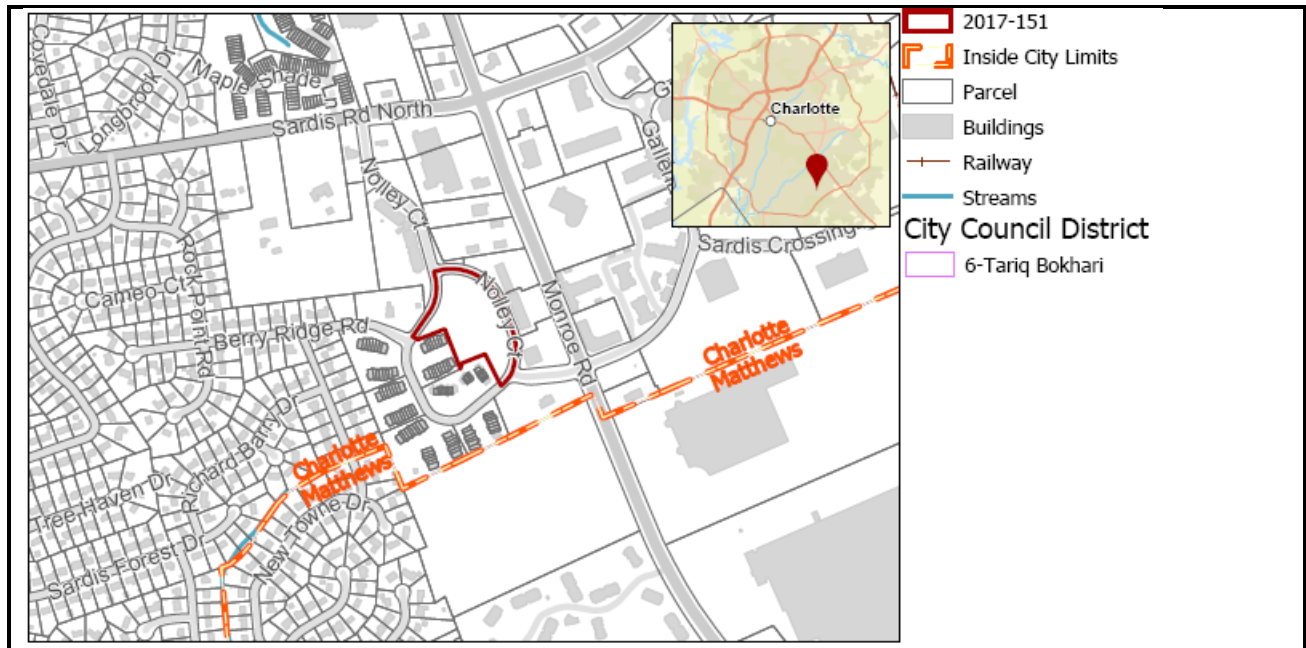 Covedale Dr
Longbrook Dr
Maple Shade Ln
Sardis Rd North
Nolley Ct
Rock Point Rd
Cameo Ct
Berry Ridge Rd
Nolley Ct
Monroe Rd
Sardis Crossing
Charlotte
Charlotte
Matthews
Richard Barry Dr
Charlotte
Matthews
Tree Haven Dr
New Towne Dr
Sardis Forest Dr
2017-151
Inside City Limits
Parcel
Buildings
Railway
Streams
City Council District
6-Tariq Bokhari